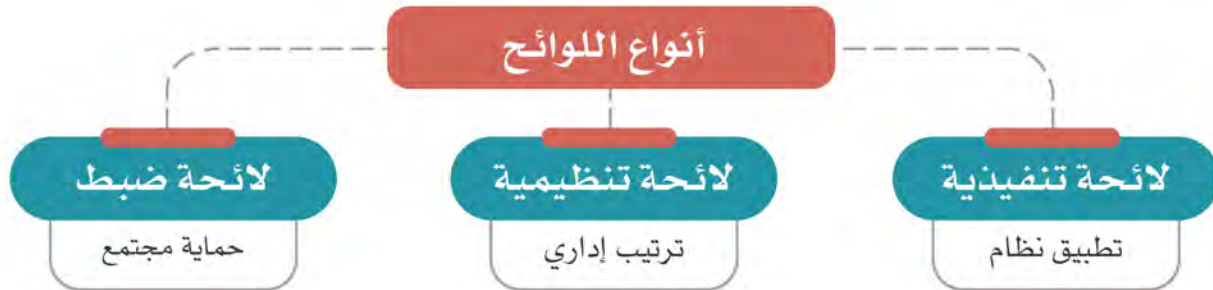 أنواع اللوائح
لائحة تنفيذية
تطبيق نظام
لائحة تنظيمية
ترتيب إداري
لائحة ضبط
حماية مجتمع